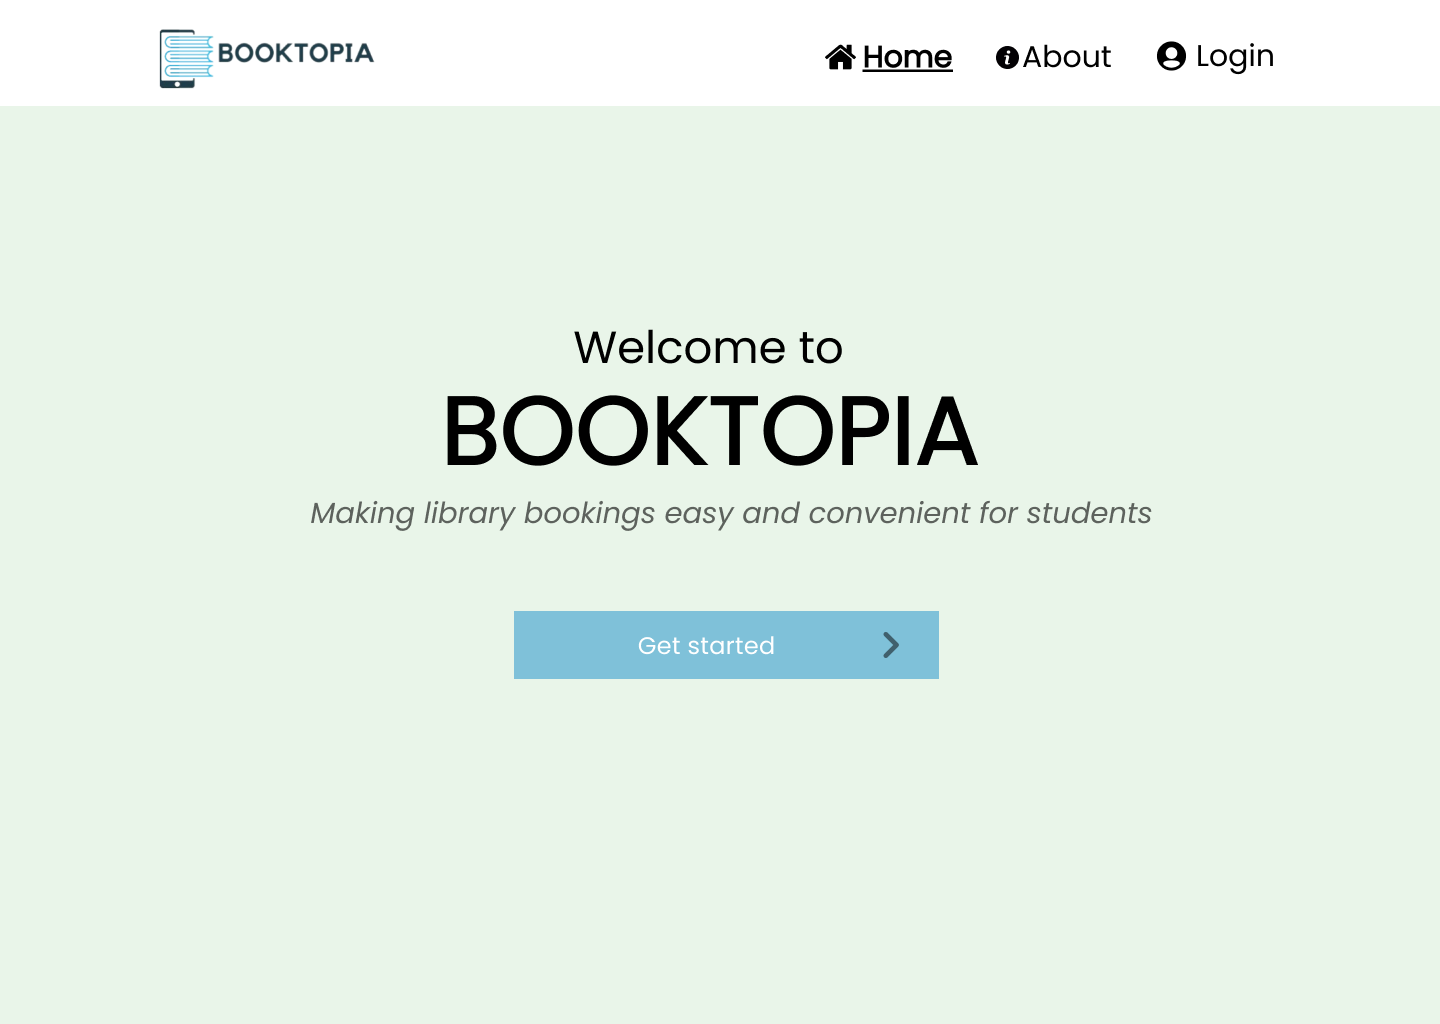 BOOKTOPIA
Home
About
Login
Welcome to
BOOKTOPIA
Making library bookings easy and convenient for students
Get started